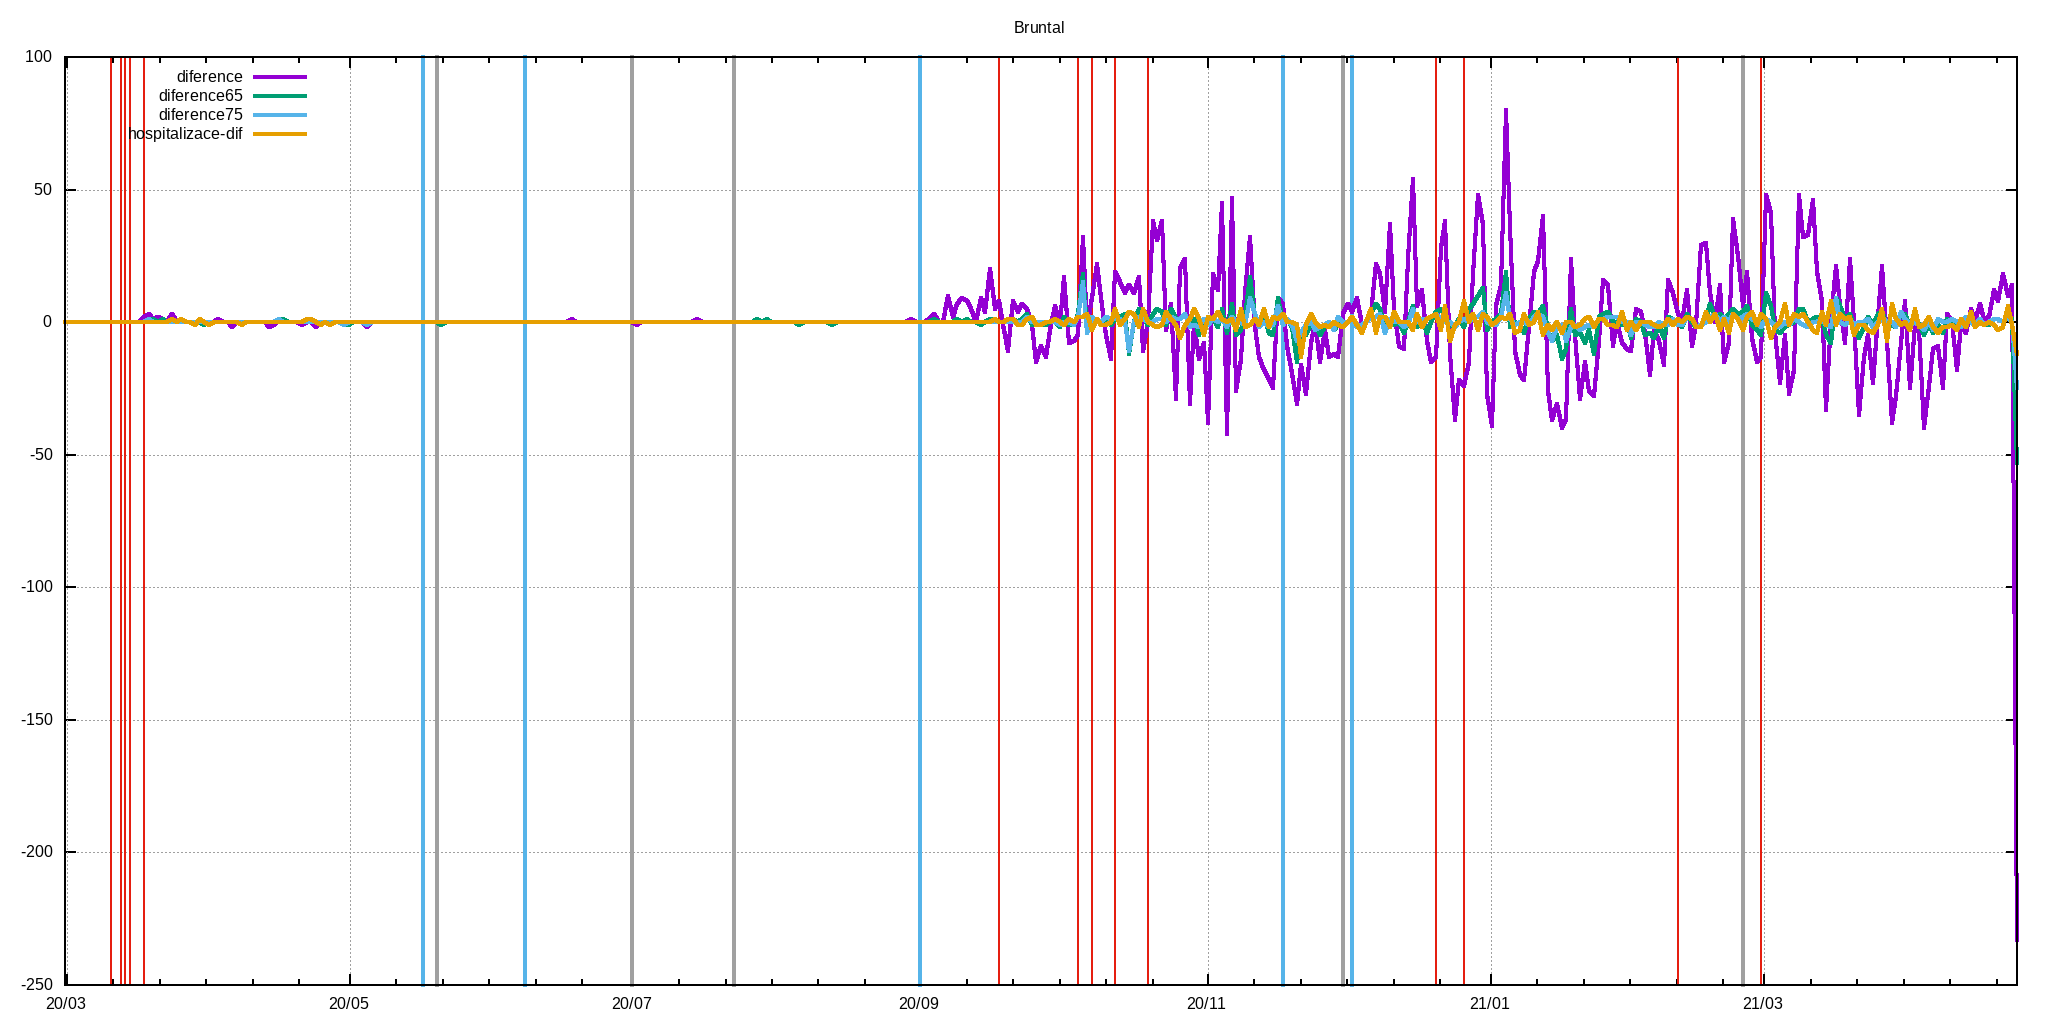 Bruntal
100
diference
diference65
diference75
hospitalizace-dif
50
0
-50
-100
-150
-200
-250
20/03 20/05 20/07 20/09 20/11 21/01 21/03